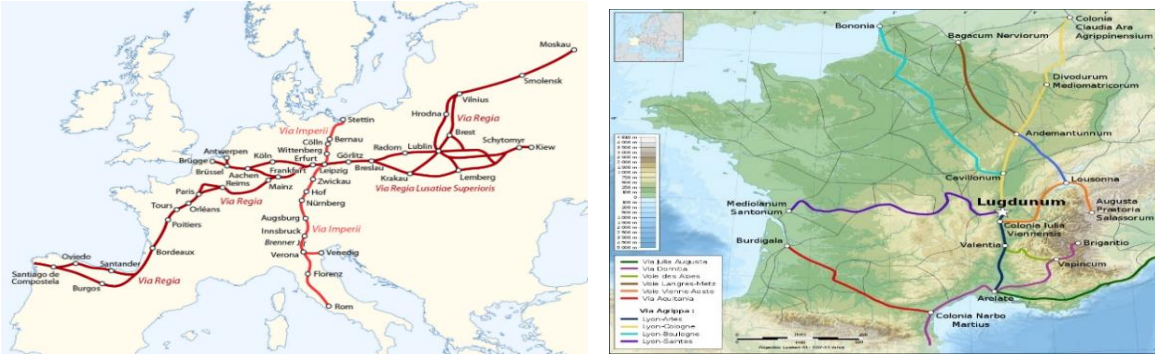 Moskau
Smolensk
Vilnius
Hrodna
Via Regia
Brest
Stettin
Via Imperii
Bernau
Cölln
Wittenberg
Erfurt
Görlitz
Leipzig
Radom
Lublin
Schytomyr
Kiew
Breslau
Krakau
Lemberg
Via Regia Lusatiae Superioris
Antwerpen
Brügge
Brüssel
Köln
Aachen
Frankfurt
Mainz
Zwickau
Hof
Nürnberg
Paris
Reims
Via Regia
Tours
Orléans
Poitiers
Augsburg
Innsbruck
Via Imperii
Brenner
Verona
Venedig
Bordeaux
Florenz
Rom
Oviedo
Santander
Santiago de
Compostela
Burgos
Via Regia
Bononia
Bagacum Nerviorum
Colonia
Claudia Ara
Agrippinensium
Divodurum
Mediomatricorum
Andemantunnum
Cavillonum
Lousonna
Lugdunum
Mediolanum
Santonum
Augusta
Prætoria
Salassorum
Colonia Iulia
Viennensis
Burdigala
Valentia
Brigantio
Vapincum
Arelate
Colonia Narbo
Martius
Via Julia Augusta
Via Domitia
Voie des Alpes
Voie Langres-Metz
Voie Vienne-Aoste
Via Aquitania
Via Agrippa :
Lyon-Arles
Lyon-Cologne
Lyon-Boulogne
Lyon-Saintes